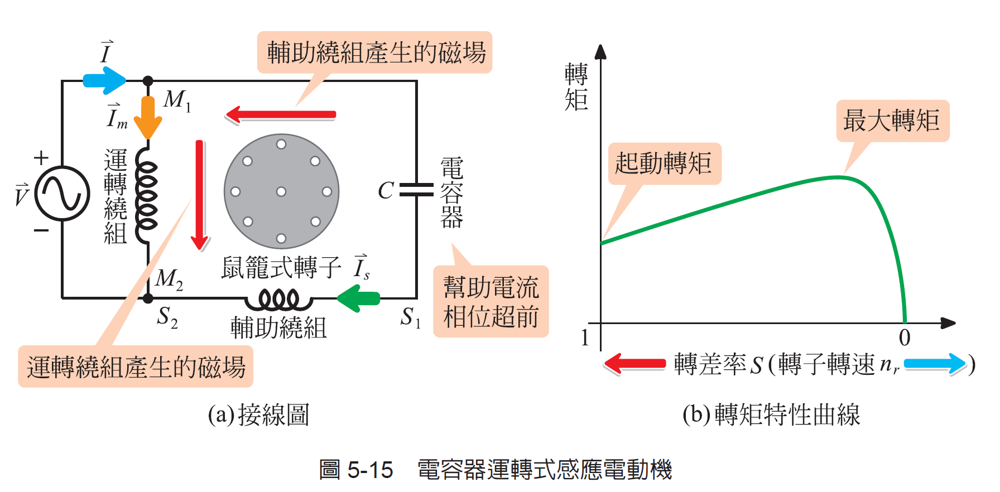 I
輔助繞組產生的磁場
M1
Im
+
V
−
運轉繞組
C
電容器
鼠籠式轉子
Is
M2
S2
輔助繞組
S1
幫助電流
相位超前
運轉繞組產生的磁場
(a)接線圖
轉矩
最大轉矩
起動轉矩
1
0
轉差率 S (轉子轉速 nr )
(b)轉矩特性曲線
圖 5-15 電容器運轉式感應電動機